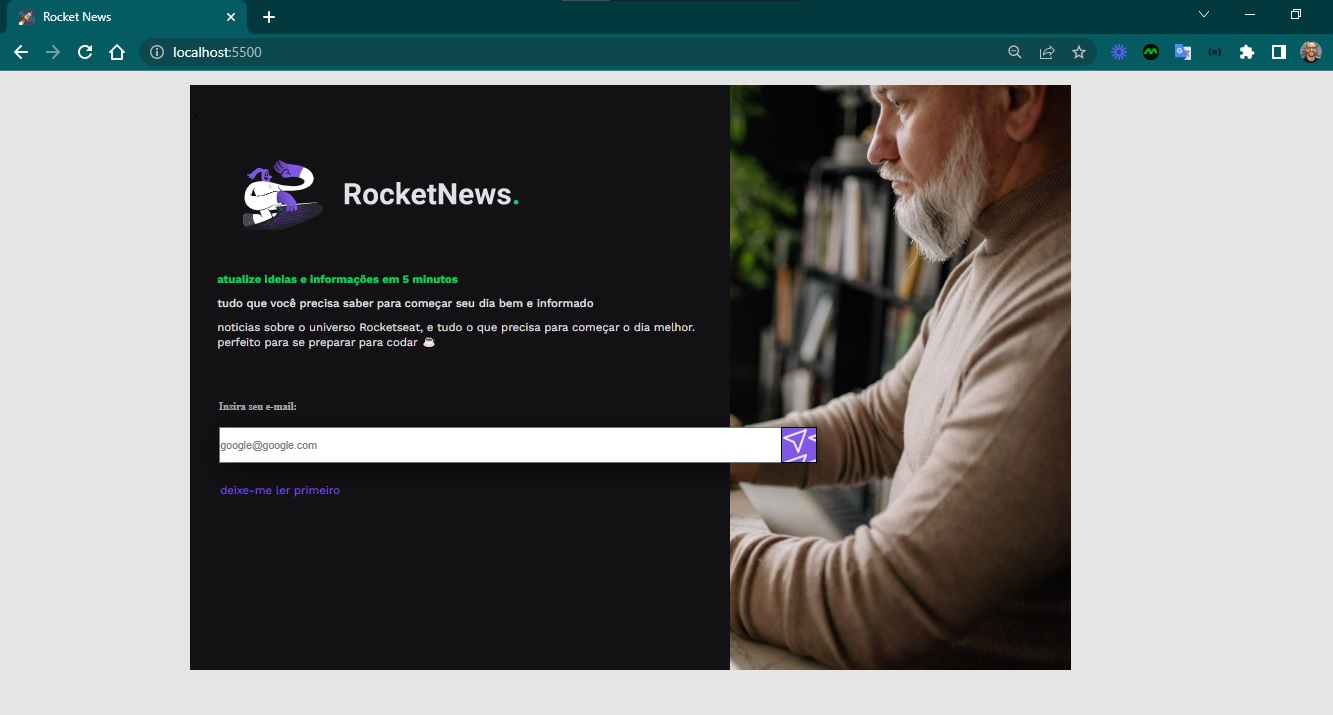 Rocket News
localhost:5500
RocketNews.
atualize ideias e informações em 5 minutos
tudo que você precisa saber para começar seu dia bem e informado
noticias sobre o universo Rocketseat, e tudo o que precisa para começar o dia melhor.
perfeito para se preparar para codar ☕
Insira seu e-mail:
google@google.com
deixe-me ler primeiro